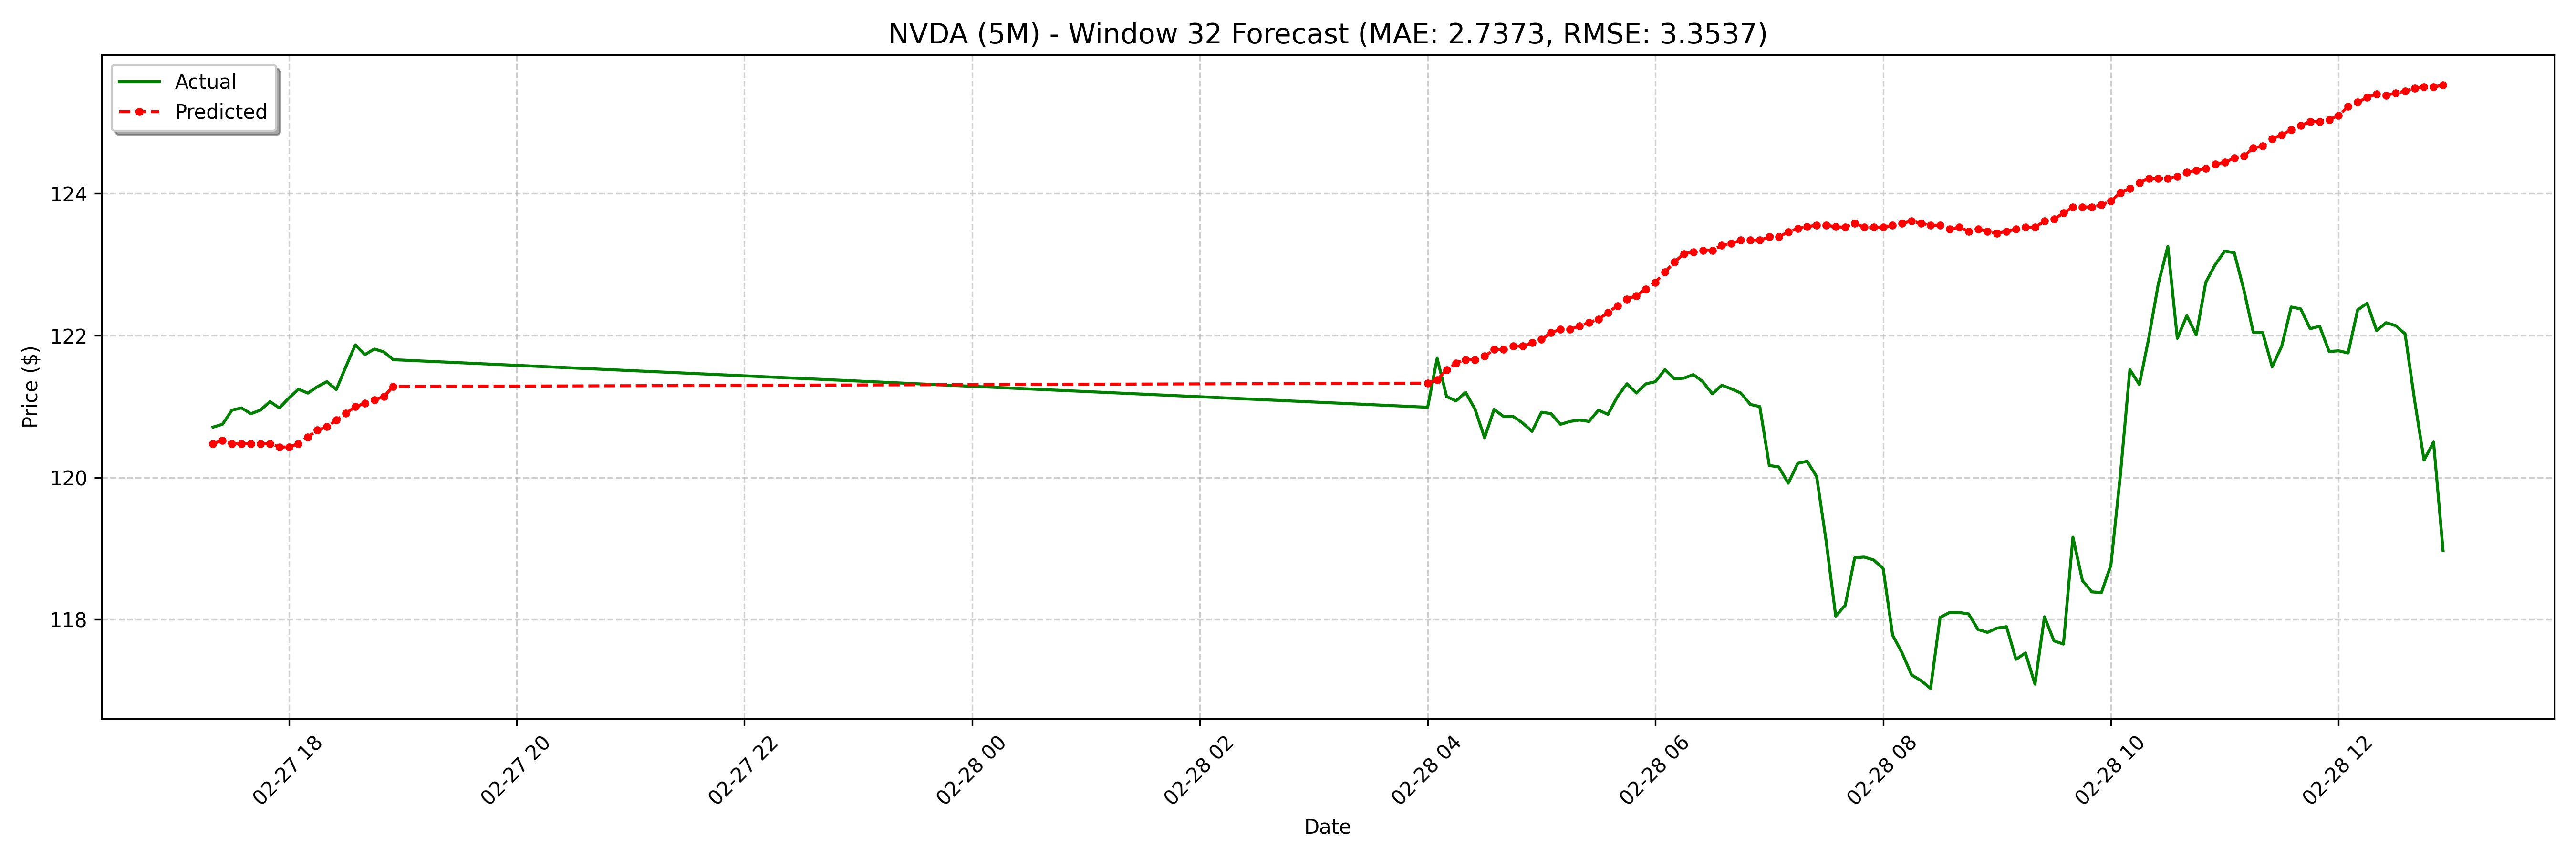 NVDA (5M) - Window 32 Forecast (MAE: 2.7373, RMSE: 3.3537)
Actual
Predicted
Price ($)
124
122
120
118
02-27 18
02-27 20
02-27 22
02-28 00
02-28 02
02-28 04
02-28 06
02-28 08
02-28 10
02-28 12
Date